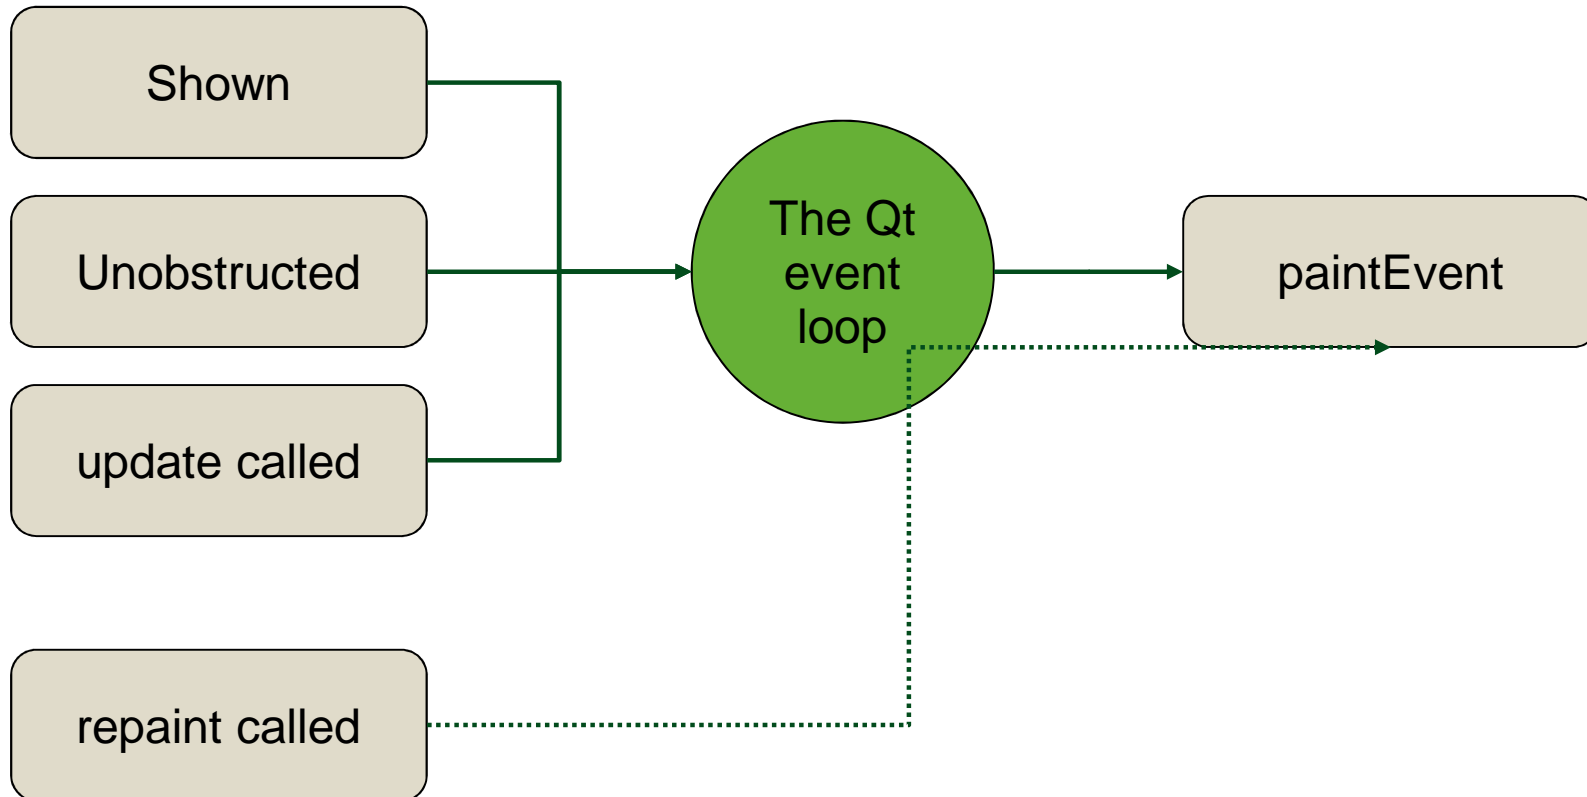 Shown
Unobstructed
The Qt
event
loop
paintEvent
update called
repaint called